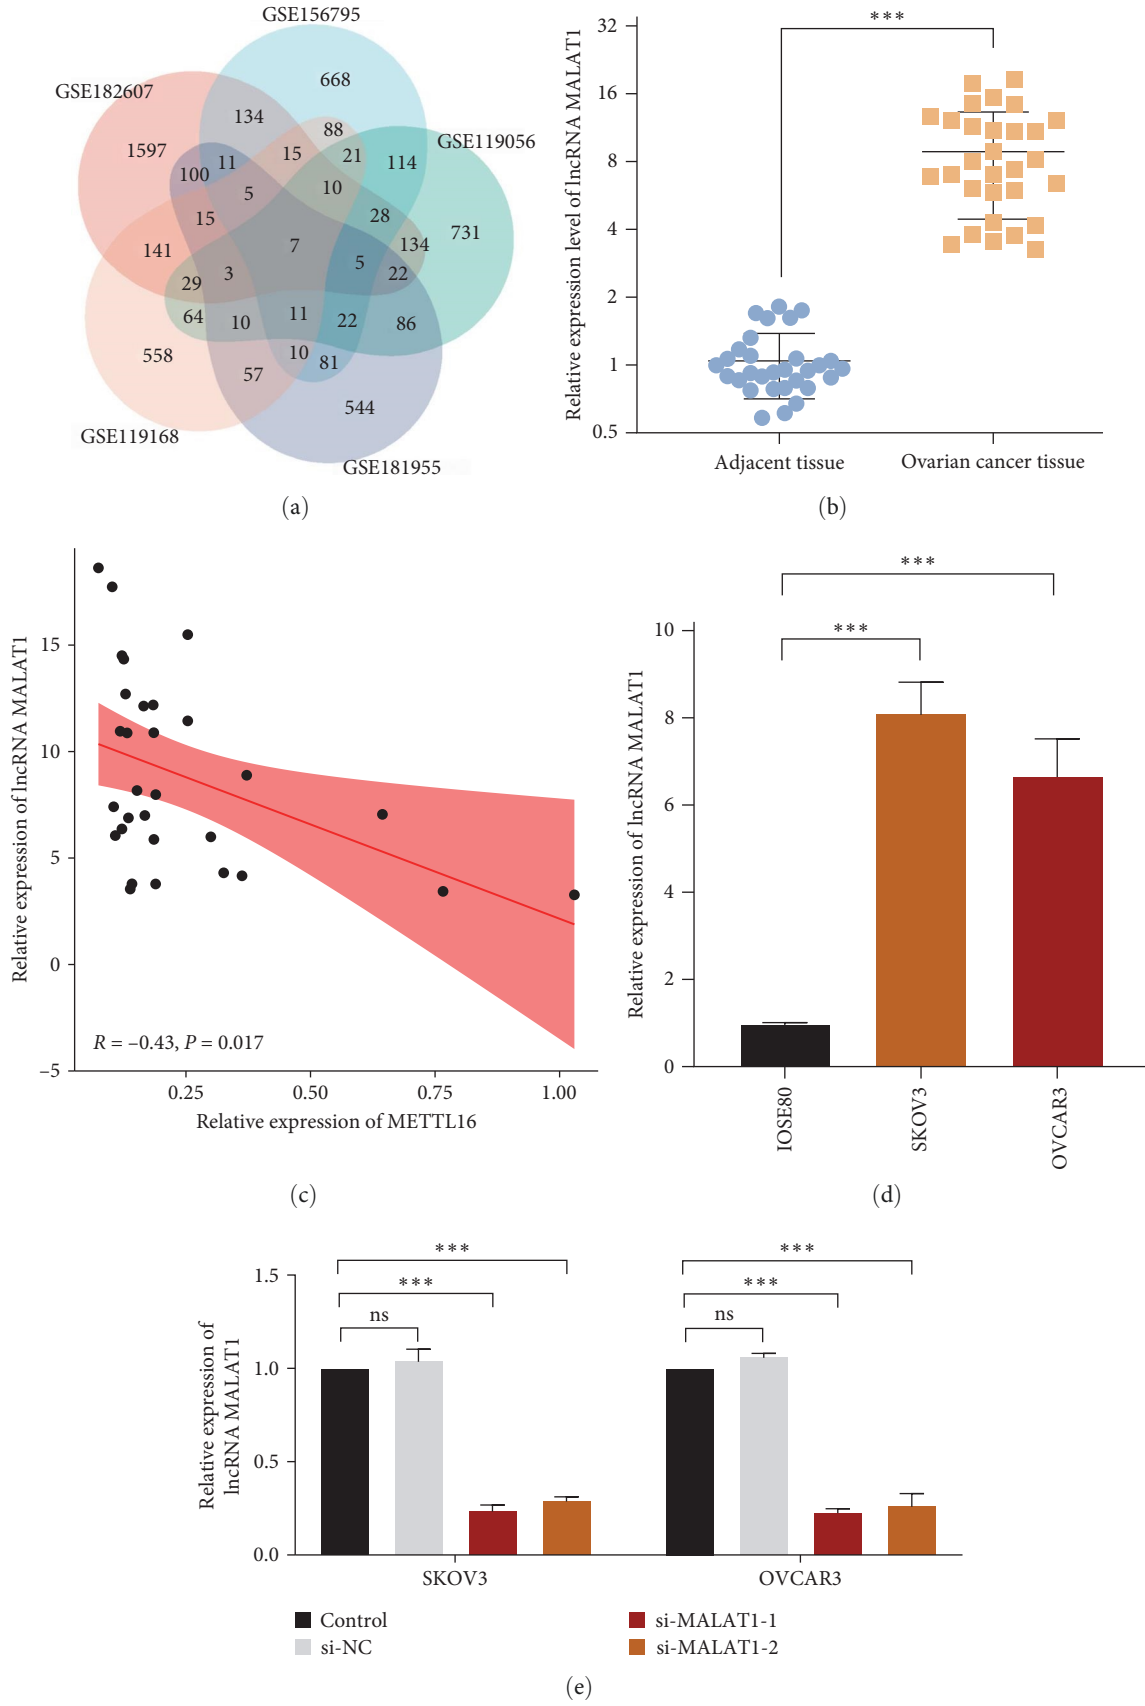 GSE156795
GSE182607
GSE119056
GSE119168
GSE181955
668
134
88
1597
11
15
21
114
100
5
10
15
28
731
141
7
134
3
5
22
29
64
10
11
22
86
558
10
81
57
544
(a)
Relative expression level of lncRNA MALAT1
32
16
8
4
2
1
0.5
***
Adjacent tissue
Ovarian cancer tissue
(b)
Relative expression of lncRNA MALAT1
15
10
5
0
–5
R = –0.43, P = 0.017
0.25
0.50
0.75
1.00
Relative expression of METTL16
(c)
Relative expression of lncRNA MALAT1
10
8
6
4
2
0
***
***
IOSE80
SKOV3
OVCAR3
(d)
Relative expression of
lncRNA MALAT1
1.5
1.0
0.5
0.0
***
***
ns
***
***
ns
SKOV3
OVCAR3
Control
si-NC
si-MALAT1-1
si-MALAT1-2
(e)